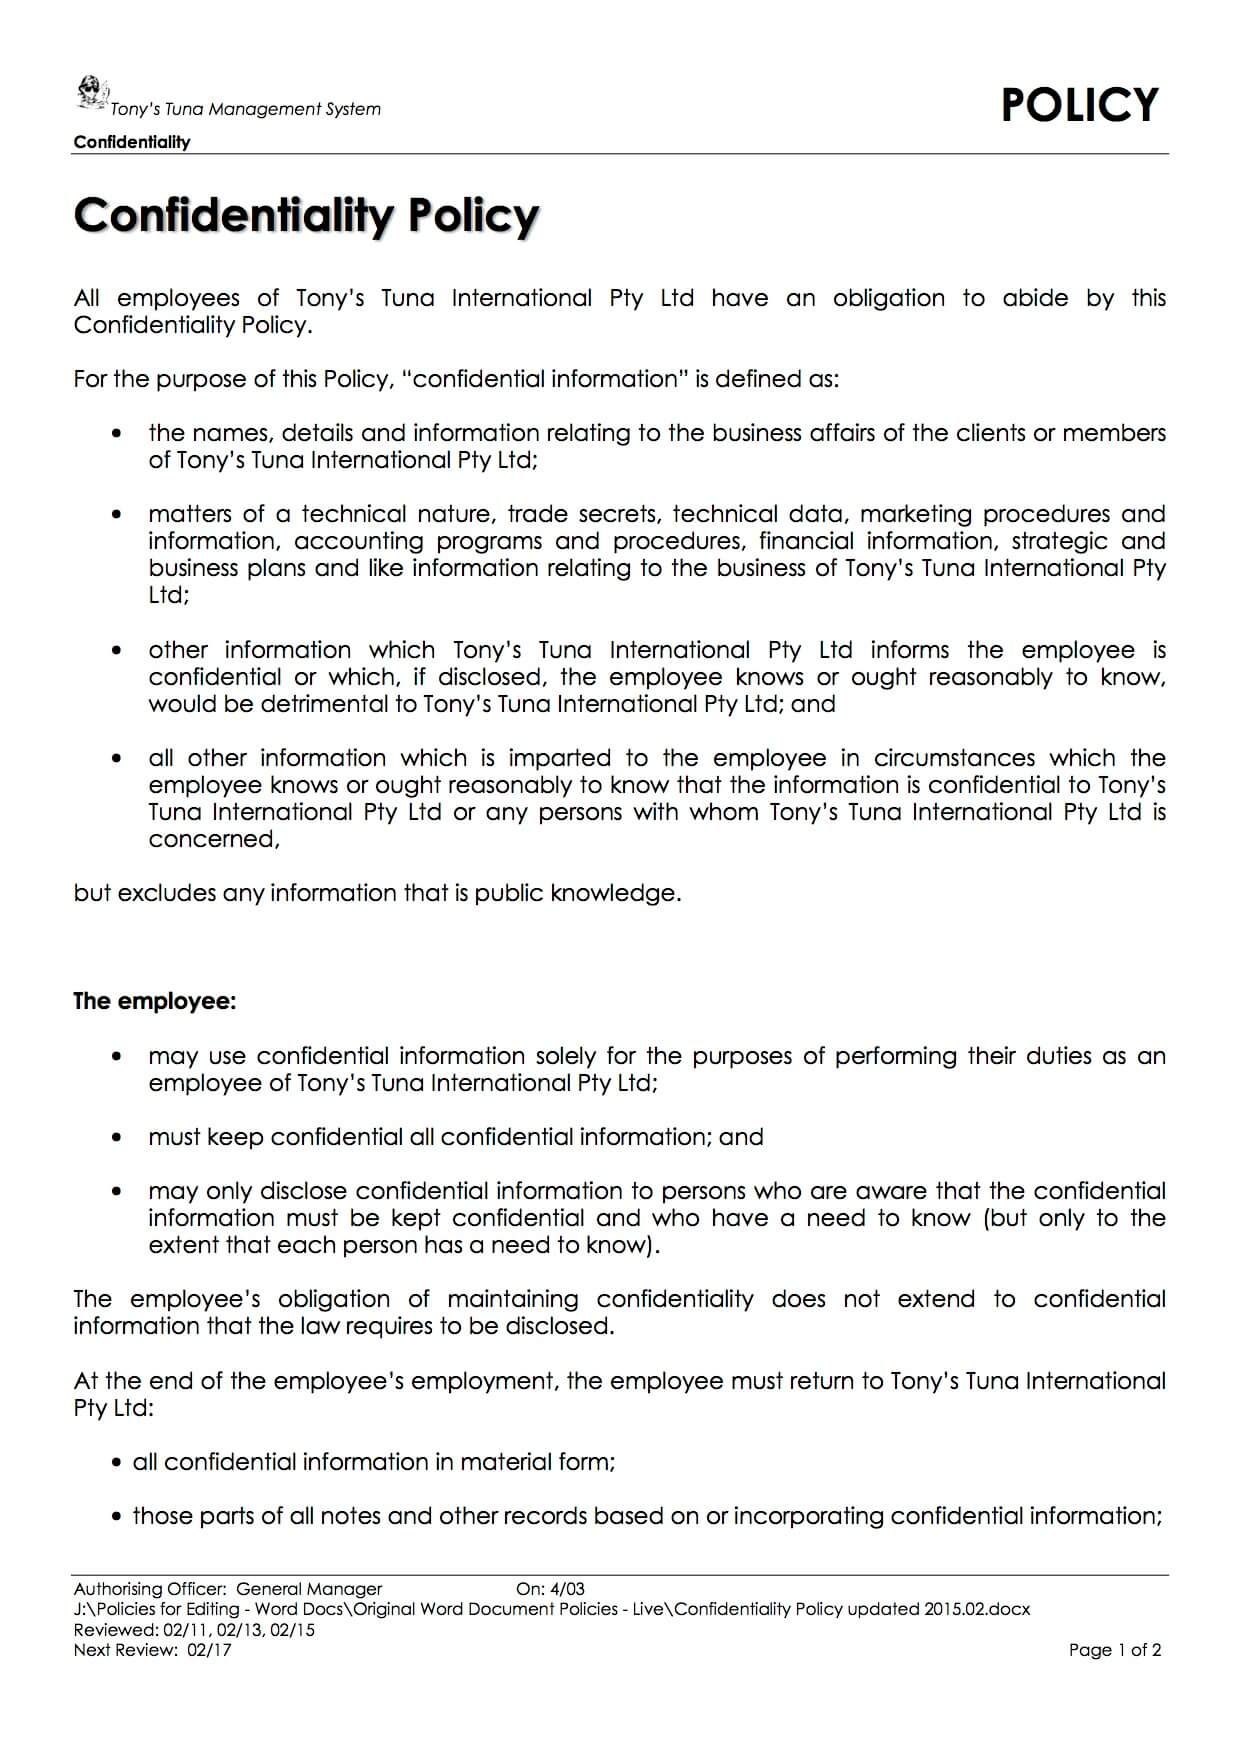 Tony's Tuna Management System
POLICY
Confidentiality
Confidentiality Policy
All employees of Tony's Tuna International Pty Ltd have an obligation to abide by this
Confidentiality Policy.
For the purpose of this Policy, "confidential information" is defined as:
• the names, details and information relating to the business affairs of the clients or members
of Tony's Tuna International Pty Ltd;
• matters of a technical nature, trade secrets, technical data, marketing procedures and
information, accounting programs and procedures, financial information, strategic and
business plans and like information relating to the business of Tony's Tuna International Pty
Ltd;
• other information which Tony's Tuna International Pty Ltd informs the employee is
confidential or which, if disclosed, the employee knows or ought reasonably to know,
would be detrimental to Tony's Tuna International Pty Ltd; and
• all other information which is imparted to the employee in circumstances which the
employee knows or ought reasonably to know that the information is confidential to Tony's
Tuna International Pty Ltd or any persons with whom Tony's Tuna International Pty Ltd is
concerned,
but excludes any information that is public knowledge.
The employee:
• may use confidential information solely for the purposes of performing their duties as an
employee of Tony's Tuna International Pty Ltd;
• must keep confidential all confidential information; and
• may only disclose confidential information to persons who are aware that the confidential
information must be kept confidential and who have a need to know (but only to the
extent that each person has a need to know).
The employee's obligation of maintaining confidentiality does not extend to confidential
information that the law requires to be disclosed.
At the end of the employee's employment, the employee must return to Tony's Tuna International
Pty Ltd:
• all confidential information in material form;
• those parts of all notes and other records based on or incorporating confidential information;
Authorising Officer: General Manager On: 4/03
J:\Policies for Editing - Word Docs\Original Word Document Policies - Live\Confidentiality Policy updated 2015.02.docx
Reviewed: 02/11, 02/13, 02/15
Next Review: 02/17
Page 1 of 2